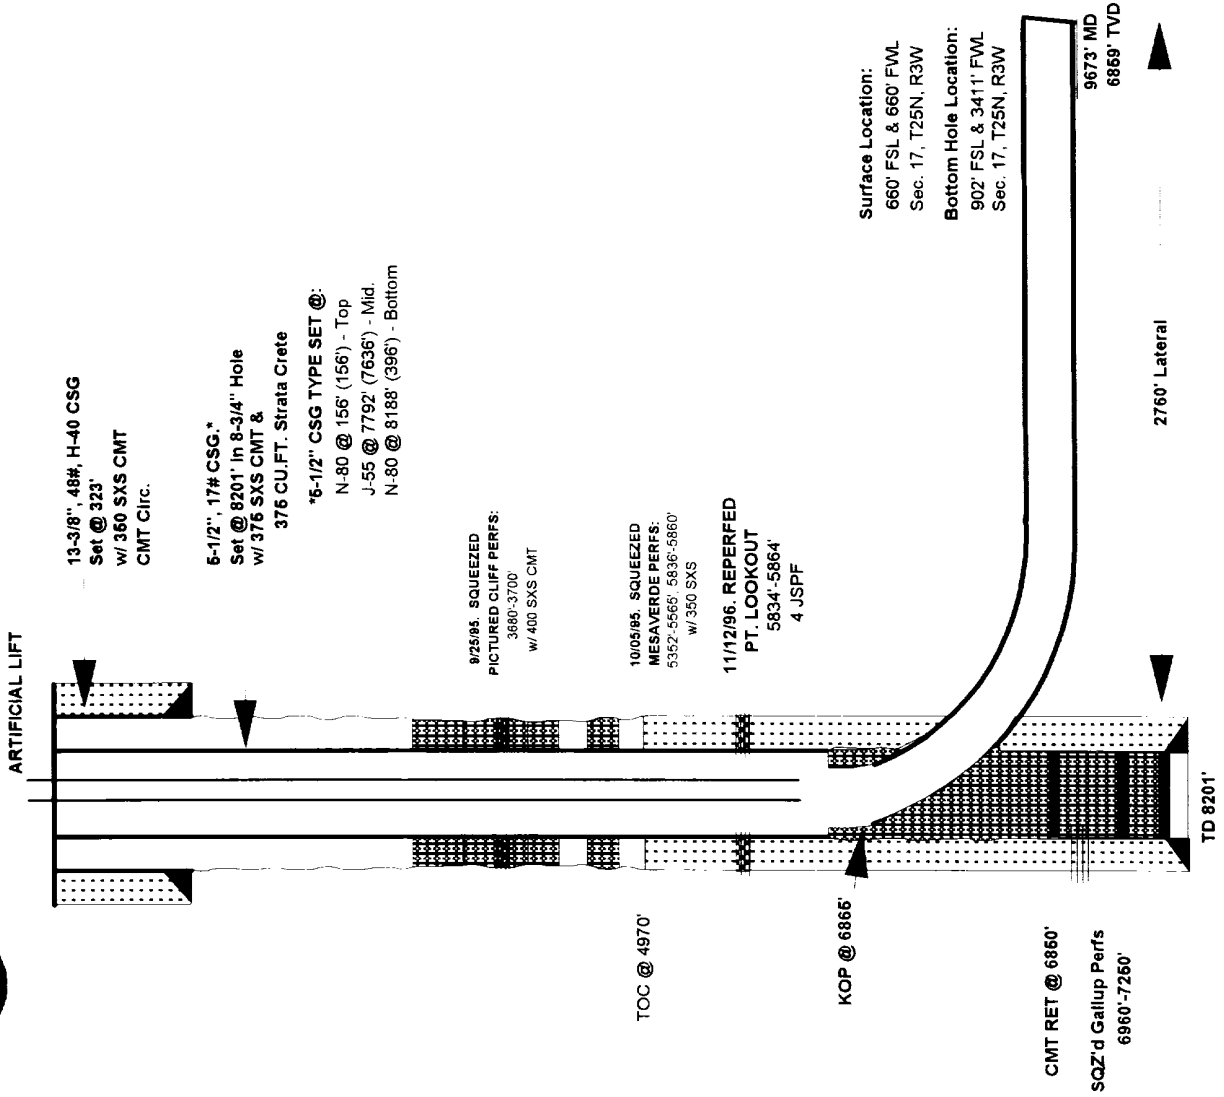 ARTIFICIAL LIFT
13-3/8", 48#, H-40 CSG
Set @ 323'
w/ 350 SXS CMT
CMT Circ.
5-1/2", 17# CSG.*
Set @ 8201' in 8-3/4" Hole
w/ 375 SXS CMT &
375 CU.FT. Strata Crete
*5-1/2" CSG TYPE SET @:
N-80 @ 156' (156') - Top
J-55 @ 7792' (7636') - Mid.
N-80 @ 8188' (396') - Bottom
9/25/95. SQUEEZED
PICTURED CLIFF PERFS:
3680'-3700'
w/ 400 SXS CMT
10/05/95. SQUEEZED
MESAVERDE PERFS:
5352'-5565', 5836'-5860'
w/ 350 SXS
11/12/96. REPERFED
PT. LOOKOUT
5834'-5864'
4 JSPF
TOC @ 4970'
KOP @ 6865'
CMT RET @ 6850'
SQZ'd Gallup Perfs
6960'-7250'
TD 8201'
Surface Location:
660' FSL & 660' FWL
Sec. 17, T25N, R3W
Bottom Hole Location:
902' FSL & 3411' FWL
Sec. 17, T25N, R3W
9673' MD
6859' TVD
2760' Lateral